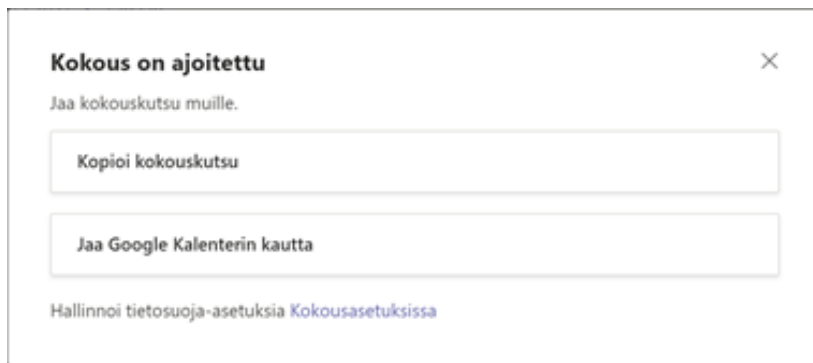 Kokous on ajoitettu
Jaa kokouskutsu muille.
Kopioi kokouskutsu
Jaa Google Kalenterin kautta
Hallinnoi tietosuoja-asetuksia Kokousasetuksissa